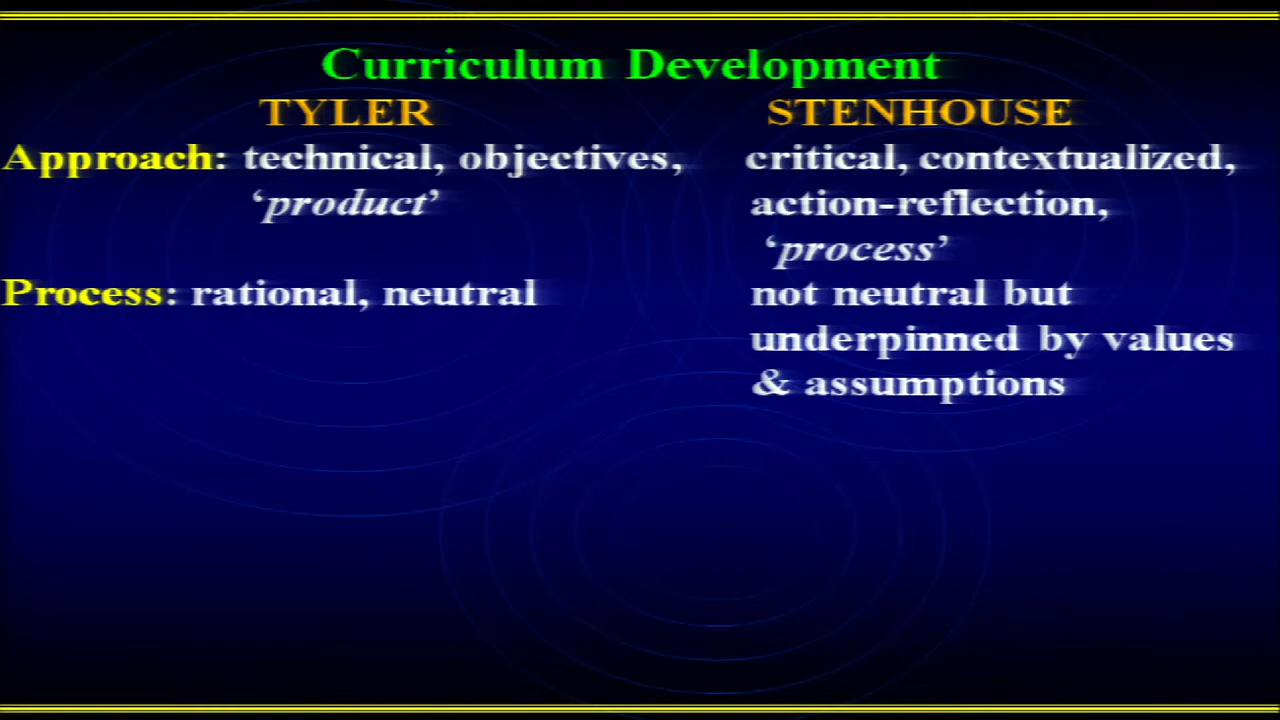 Curriculum Development
TYLER STENHOUSE
Approach: technical, objectives, critical, contextualized,
‘product’ action-reflection,
‘process’
Process: rational, neutral not neutral but
underpinned by values
& assumptions